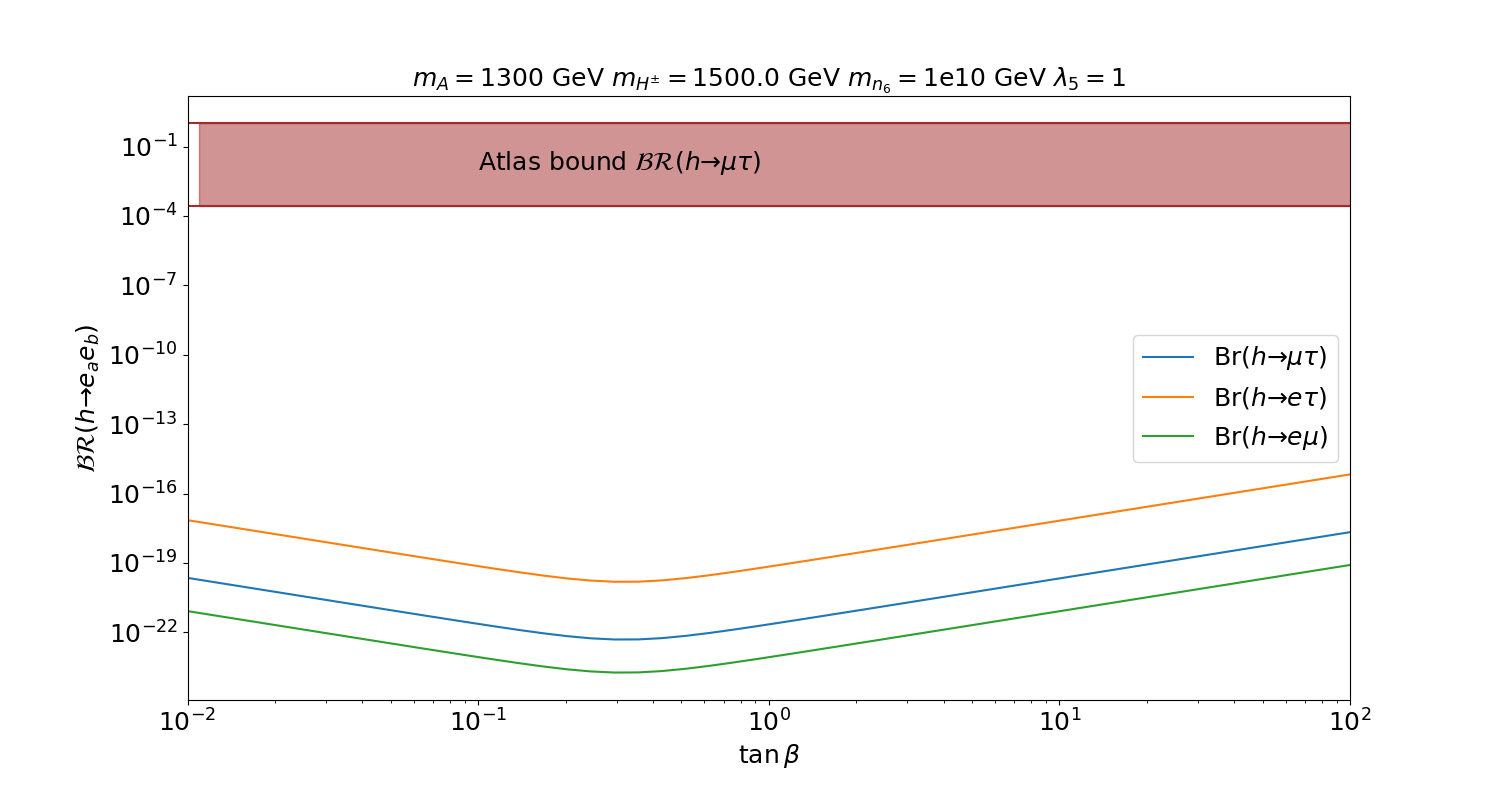 m_A = 1300 GeV m_{H^±} = 1500.0 GeV m_{n_6} = 1e10 GeV λ_5 = 1
10^{-1}
Atlas bound ℬℛ(h→μτ)
10^{-4}
10^{-7}
10^{-10}
10^{-13}
10^{-16}
10^{-19}
10^{-22}
ℬℛ(h→e_a e_b)
Br(h→μτ)
Br(h→eτ)
Br(h→eμ)
10^{-2}
10^{-1}
10^{0}
10^{1}
10^{2}
tan β